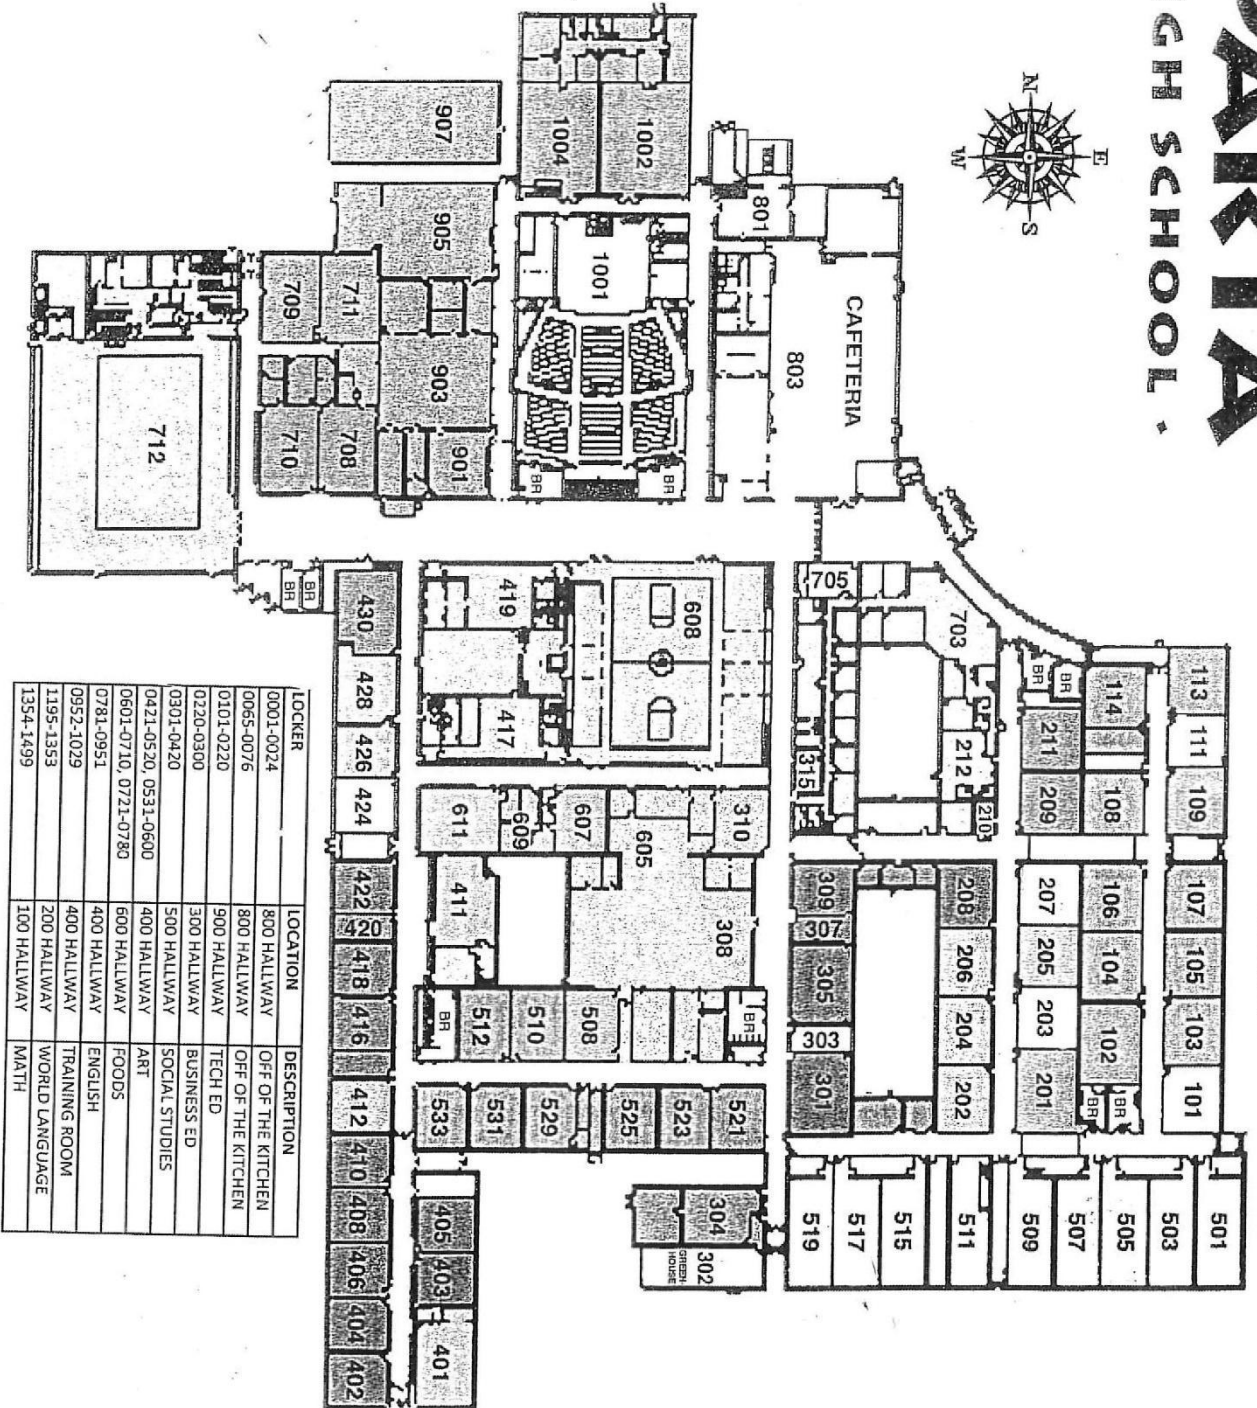 ARTA
GH SCHOOL ·
N E S W
113 111 109 107 105 103 101 501
503
114 108 106 104 102 BR BR 505
BR BR 211 209 207 205 203 201 507
509
703 212 2103 208 206 204 202 511
CAFETERIA
515
803
517
801 705 315 309 307 305 303 301 519
310 308 BR 521
302
GREEN-
HOUSE
304
1002 BR 608 605 523
525
1001 607 508 529
1004 BR 419 417 609 510 531
611 411 512 533
907 905 903 901 BR 405 403 401
711 708 430 428 426 424 422 420 418 416 412 410 408 406 404 402
709 710 BR BR
712
LOCKER LOCATION DESCRIPTION
0001-0024 800 HALLWAY OFF OF THE KITCHEN
0065-0076 800 HALLWAY OFF OF THE KITCHEN
0101-0220 900 HALLWAY TECH ED
0220-0300 300 HALLWAY BUSINESS ED
0301-0420 500 HALLWAY SOCIAL STUDIES
0421-0520, 0531-0600 400 HALLWAY ART
0601-0710, 0721-0780 600 HALLWAY FOODS
0781-0951 400 HALLWAY ENGLISH
0952-1029 400 HALLWAY TRAINING ROOM
1195-1353 200 HALLWAY WORLD LANGUAGE
1354-1499 100 HALLWAY MATH